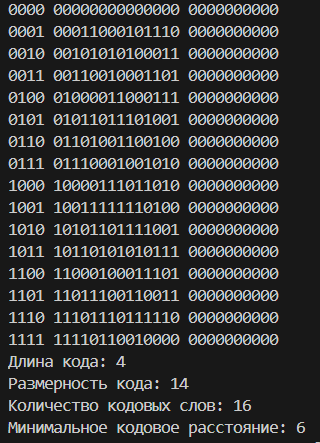 0000 00000000000000 0000000000
0001 00011000101110 0000000000
0010 00101010100011 0000000000
0011 00110010001101 0000000000
0100 01000011000111 0000000000
0101 01011011101001 0000000000
0110 01101001100100 0000000000
0111 01110001001010 0000000000
1000 10000111011010 0000000000
1001 10011111110100 0000000000
1010 10101101111001 0000000000
1011 10110101010111 0000000000
1100 11000100011101 0000000000
1101 11011100110011 0000000000
1110 11101110111110 0000000000
1111 11110110010000 0000000000
Длина кода: 4
Размерность кода: 14
Количество кодовых слов: 16
Минимальное кодовое расстояние: 6